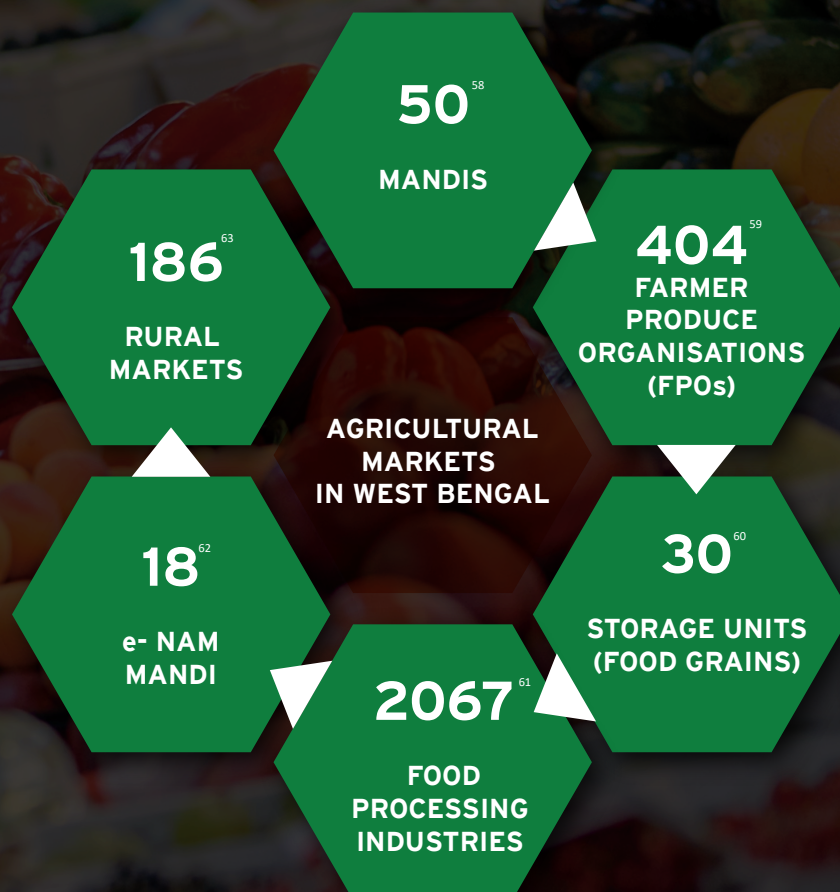 50 58
MANDIS
404 59
FARMER
PRODUCE
ORGANISATIONS
(FPOs)
30 60
STORAGE UNITS
(FOOD GRAINS)
2067 61
FOOD
PROCESSING
INDUSTRIES
18 62
e- NAM
MANDI
186 63
RURAL
MARKETS
AGRICULTURAL
MARKETS
IN WEST BENGAL